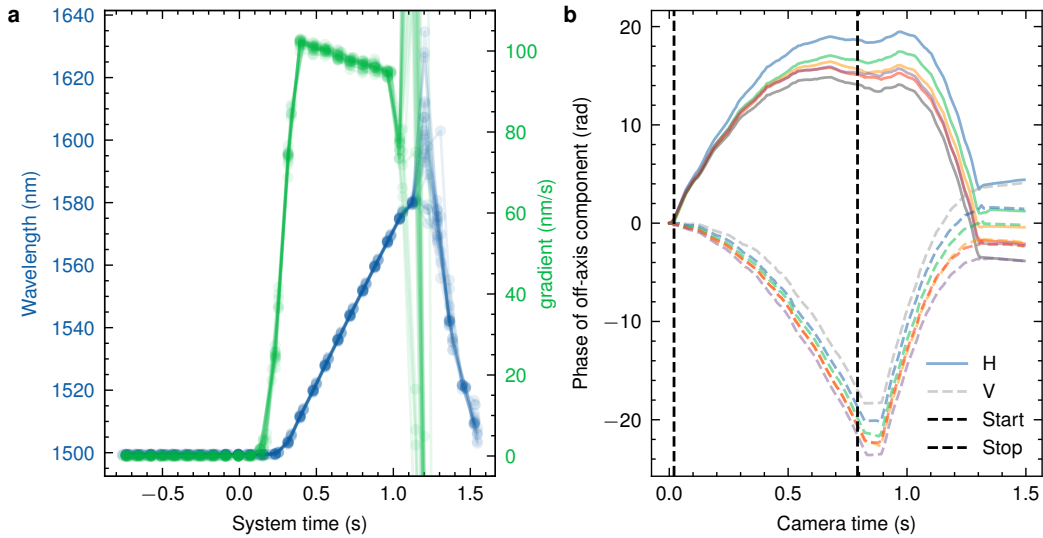 a
1640
1620
1600
1580
1560
1540
1520
1500
Wavelength (nm)
100
80
60
40
20
0
gradient (nm/s)
−0.5
0.0
0.5
1.0
1.5
System time (s)
b
20
10
0
−10
−20
Phase of off-axis component (rad)
H
V
Start
Stop
0.0
0.5
1.0
1.5
Camera time (s)